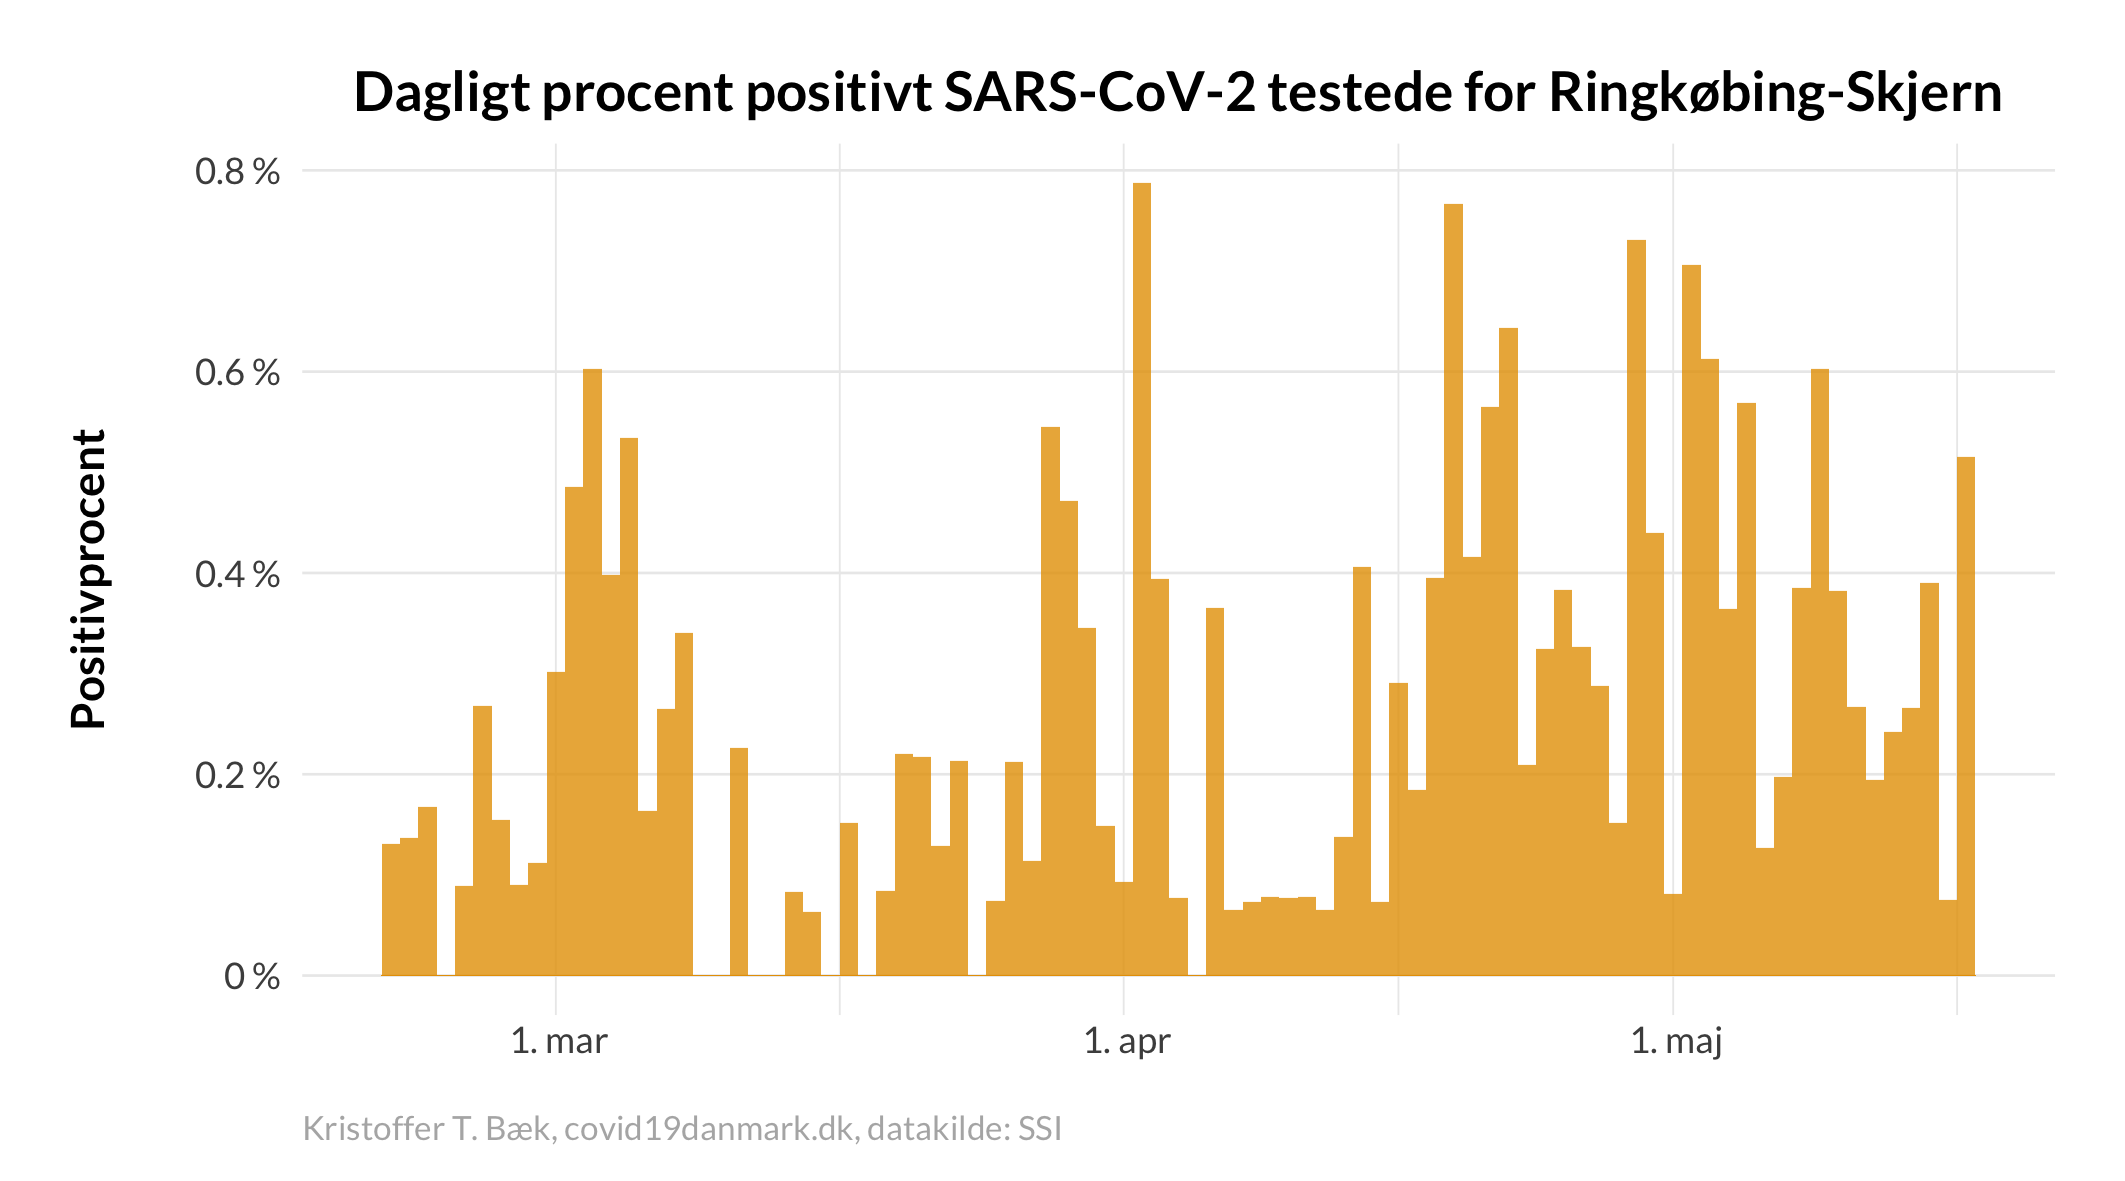 Dagligt procent positivt SARS-CoV-2 testede for Ringkøbing-Skjern
Positivprocent
0.8 %
0.6 %
0.4 %
0.2 %
0 %
1. mar
1. apr
1. maj
Kristoffer T. Bæk, covid19danmark.dk, datakilde: SSI